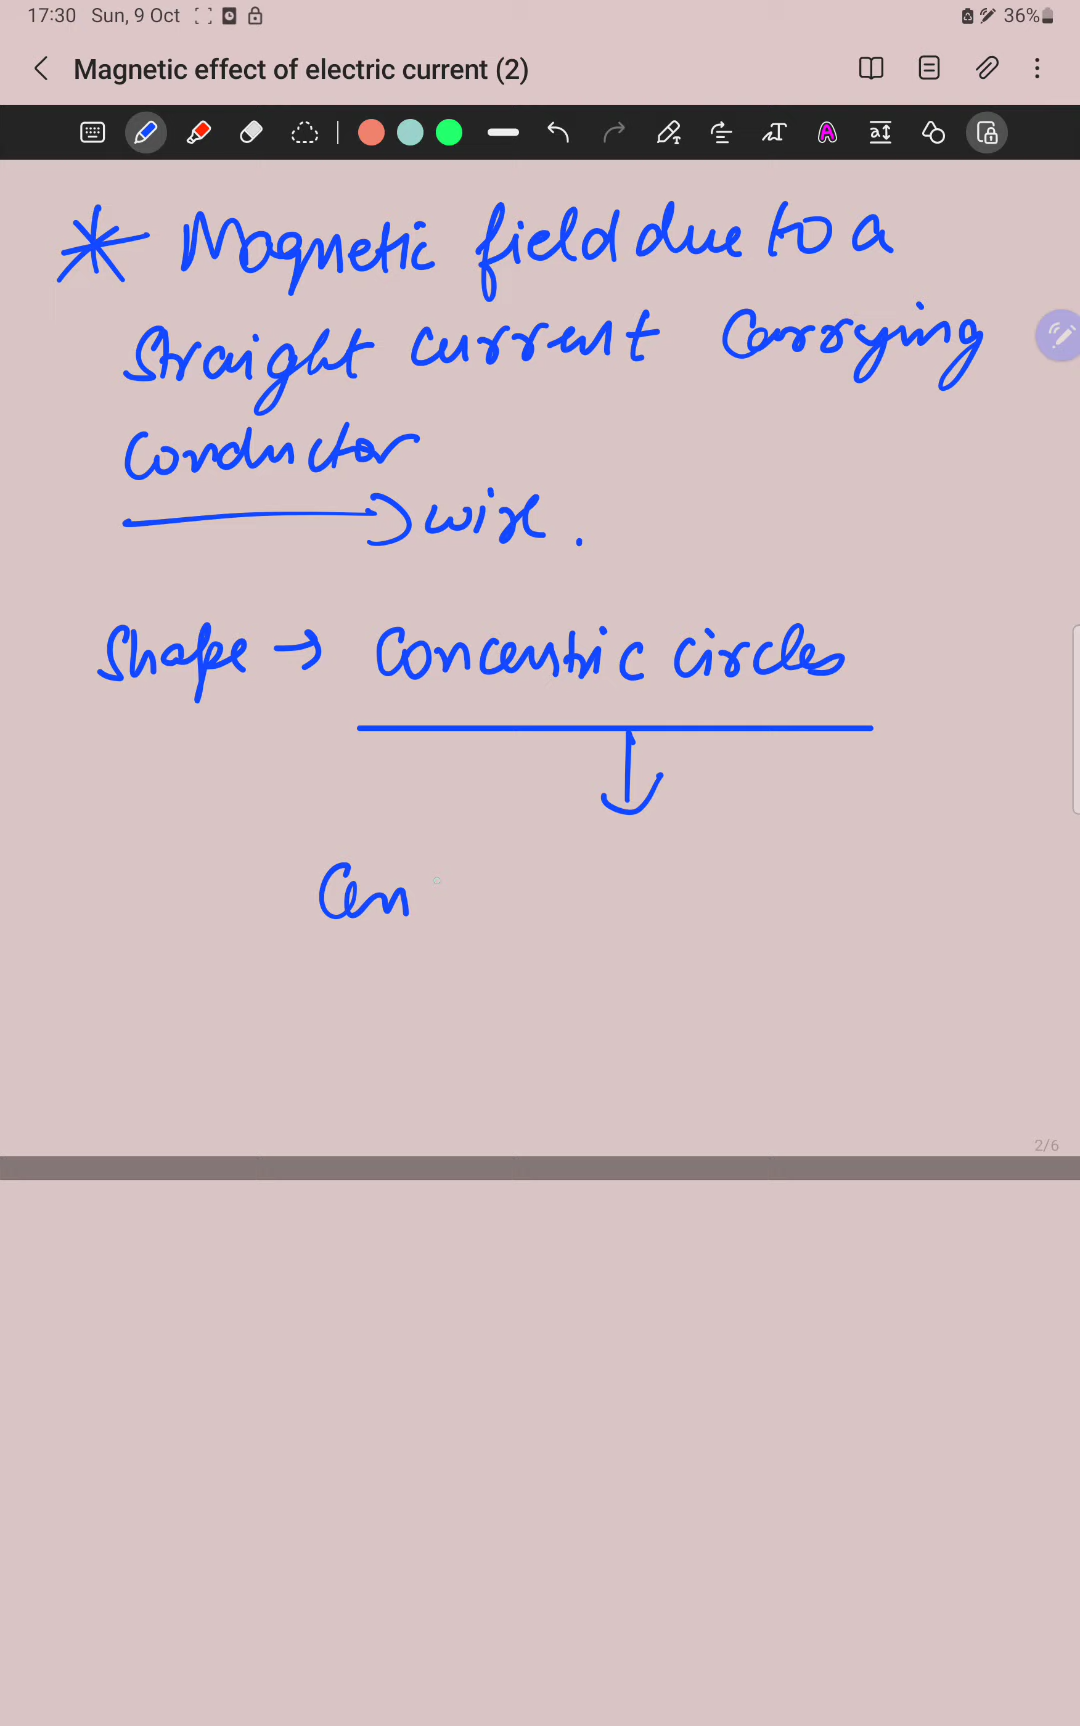 17:30 Sun, 9 Oct 36%
Magnetic effect of electric current (2)
* Magnetic field due to a
Straight current Carrying
Conductor
wire.
Shape → Concentric circles
Cen
2/6